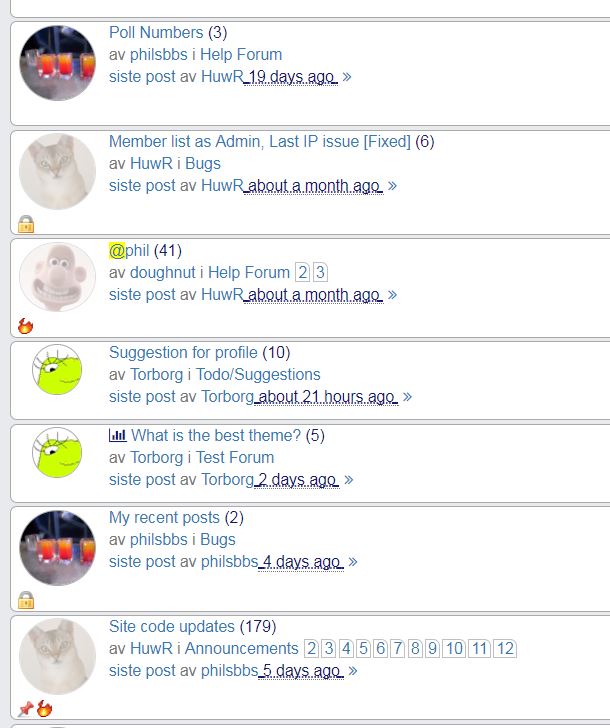 Poll Numbers (3)
av philsbbs i Help Forum
siste post av HuwR 19 days ago »
Member list as Admin, Last IP issue [Fixed] (6)
av HuwR i Bugs
siste post av HuwR about a month ago »
@phil (41)
av doughnut i Help Forum 2 3
siste post av HuwR about a month ago »
Suggestion for profile (10)
av Torborg i Todo/Suggestions
siste post av Torborg about 21 hours ago »
What is the best theme? (5)
av Torborg i Test Forum
siste post av Torborg 2 days ago »
My recent posts (2)
av philsbbs i Bugs
siste post av philsbbs 4 days ago »
Site code updates (179)
av HuwR i Announcements 2 3 4 5 6 7 8 9 10 11 12
siste post av philsbbs 5 days ago »